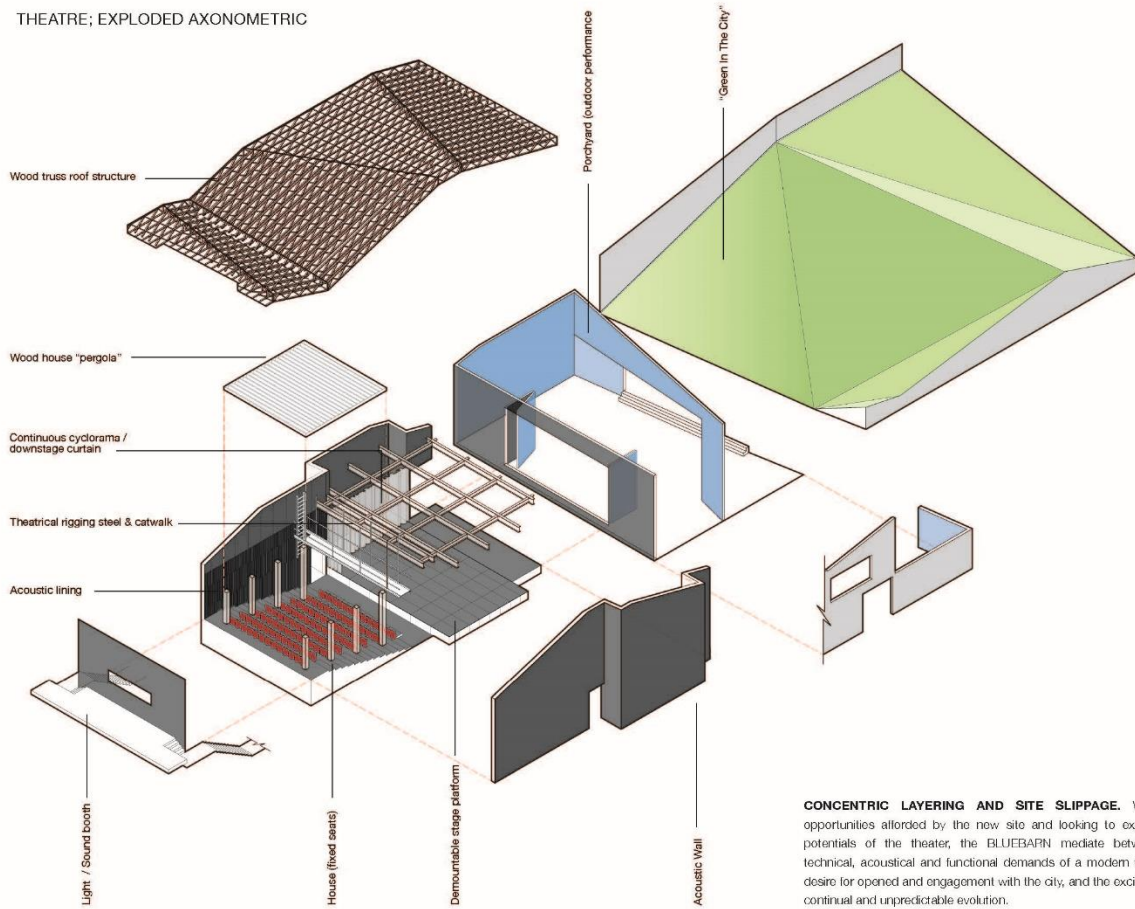 THEATRE; EXPLODED AXONOMETRIC
Porchyard (outdoor performance
"Green In The City"
Wood truss roof structure
Wood house "pergola"
Continuous cyclorama /
downstage curtain
Theatrical rigging steel & catwalk
Acoustic lining
Light / Sound booth
House (fixed seats)
Demountable stage platform
Acoustic Wall
CONCENTRIC LAYERING AND SITE SLIPPAGE.
opportunities afforded by the new site and looking to
potentials of the theater, the BLUEBARN mediate
technical, acoustical and functional demands of a modern
desire for opened and engagement with the city, and the
continual and unpredictable evolution.